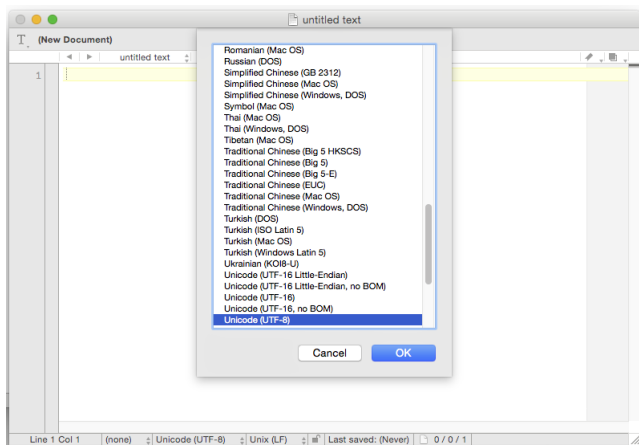 untitled text
(New Document)
untitled text
1
Romanian (Mac OS)
Russian (DOS)
Simplified Chinese (GB 2312)
Simplified Chinese (Mac OS)
Simplified Chinese (Windows, DOS)
Symbol (Mac OS)
Thai (Mac OS)
Thai (Windows, DOS)
Tibetan (Mac OS)
Traditional Chinese (Big 5 HKSCS)
Traditional Chinese (Big 5)
Traditional Chinese (Big 5-E)
Traditional Chinese (EUC)
Traditional Chinese (Mac OS)
Traditional Chinese (Windows, DOS)
Turkish (DOS)
Turkish (ISO Latin 5)
Turkish (Mac OS)
Turkish (Windows Latin 5)
Ukrainian (KOI8-U)
Unicode (UTF-16 Little-Endian)
Unicode (UTF-16 Little-Endian, no BOM)
Unicode (UTF-16)
Unicode (UTF-16, no BOM)
Unicode (UTF-8)
Cancel OK
Line 1 Col 1 (none) Unicode (UTF-8) Unix (LF) Last saved: (Never) 0 / 0 / 1